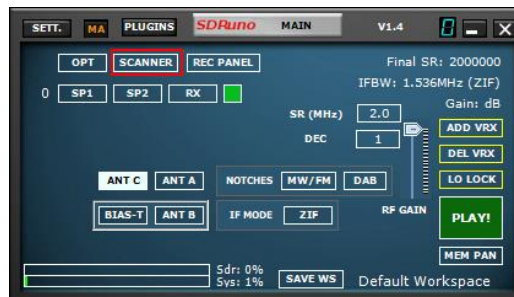 SETT. MA PLUGINS SDRuno MAIN V1.4 0
OPT SCANNER REC PANEL Final SR: 2000000
IFBW: 1.536MHz (ZIF)
0 SP1 SP2 RX Gain: dB
SR (MHz) 2.0
ADD VRX
DEC 1
DEL VRX
ANT C ANT A NOTCHES MW/FM DAB LO LOCK
BIAS-T ANT B IF MODE ZIF RF GAIN PLAY!
MEM PAN
Sdr: 0%
Sys: 1% SAVE WS Default Workspace